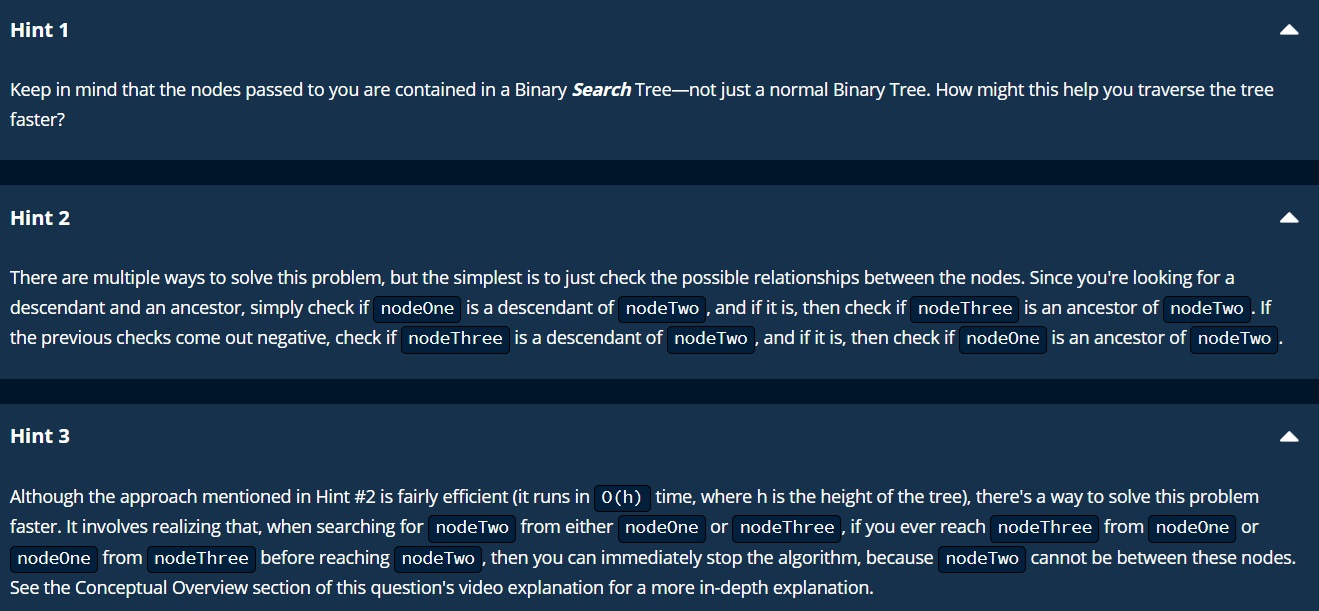 Hint 1
Keep in mind that the nodes passed to you are contained in a Binary Search Tree—not just a normal Binary Tree. How might this help you traverse the tree
faster?
Hint 2
There are multiple ways to solve this problem, but the simplest is to just check the possible relationships between the nodes. Since you're looking for a
descendant and an ancestor, simply check if nodeOne is a descendant of nodeTwo, and if it is, then check if nodeThree is an ancestor of nodeTwo. If
the previous checks come out negative, check if nodeThree is a descendant of nodeTwo, and if it is, then check if nodeOne is an ancestor of nodeTwo.
Hint 3
Although the approach mentioned in Hint #2 is fairly efficient (it runs in O(h) time, where h is the height of the tree), there's a way to solve this problem
faster. It involves realizing that, when searching for nodeTwo from either nodeOne or nodeThree, if you ever reach nodeThree from nodeOne or
nodeOne from nodeThree before reaching nodeTwo, then you can immediately stop the algorithm, because nodeTwo cannot be between these nodes.
See the Conceptual Overview section of this question's video explanation for a more in-depth explanation.